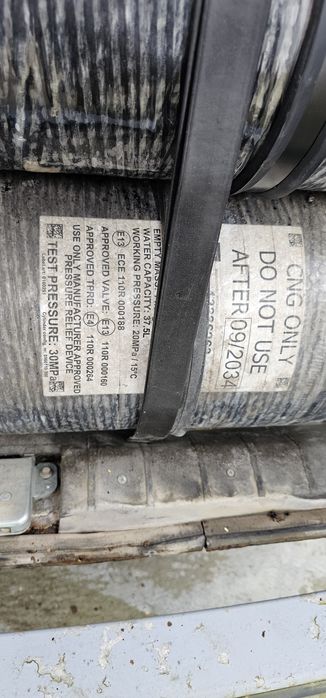 CNG ONLY
DO NOT USE
AFTER 09/2034
EMPTY MASS:
WATER CAPACITY: 37.5L
WORKING PRESSURE: 20MPa / 15°C
E13 ECE 110R 000188
APPROVED VALVE: E13 110R 000160
APPROVED TPRD: E4 110R 000264
USE ONLY MANUFACTURER APPROVED
PRESSURE RELIEF DEVICE
TEST PRESSURE: 30MP